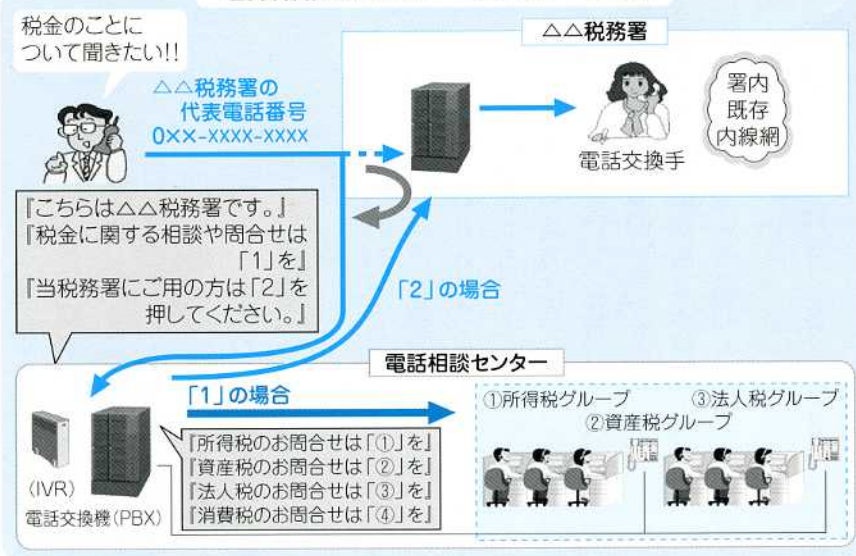 税金のことに
ついて聞きたい!!
△△税務署の
代表電話番号
0××-××××-××××
△△税務署
電話交換手
署内
既存
内線網
『こちらは△△税務署です。』
『税金に関する相談や問合せは
「1」を』
『当税務署にご用の方は「2」を
押してください。』
「2」の場合
電話相談センター
「1」の場合
(IVR)
電話交換機(PBX)
『所得税のお問合せは「①」を』
『資産税のお問合せは「②」を』
『法人税のお問合せは「③」を』
『消費税のお問合せは「④」を』
①所得税グループ
③法人税グループ
②資産税グループ